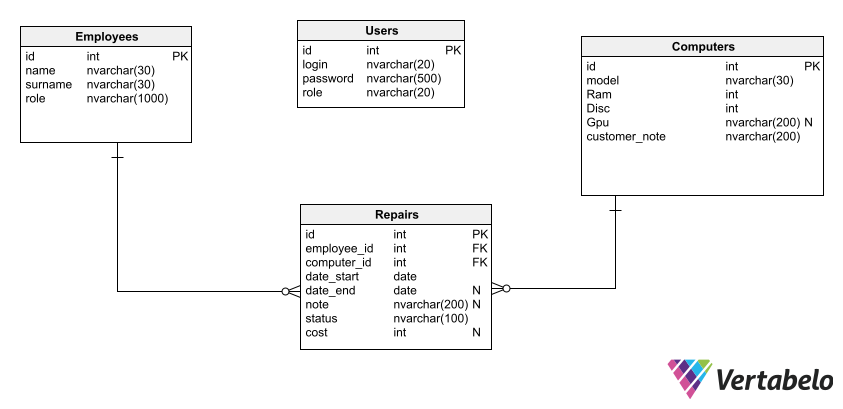 Employees
id int PK
name nvarchar(30)
surname nvarchar(30)
role nvarchar(1000)
Users
id int PK
login nvarchar(20)
password nvarchar(500)
role nvarchar(20)
Computers
id int PK
model nvarchar(30)
Ram int
Disc int
Gpu nvarchar(200) N
customer_note nvarchar(200)
Repairs
id int PK
employee_id int FK
computer_id int FK
date_start date
date_end date N
note nvarchar(200) N
status nvarchar(100)
cost int N
Vertabelo